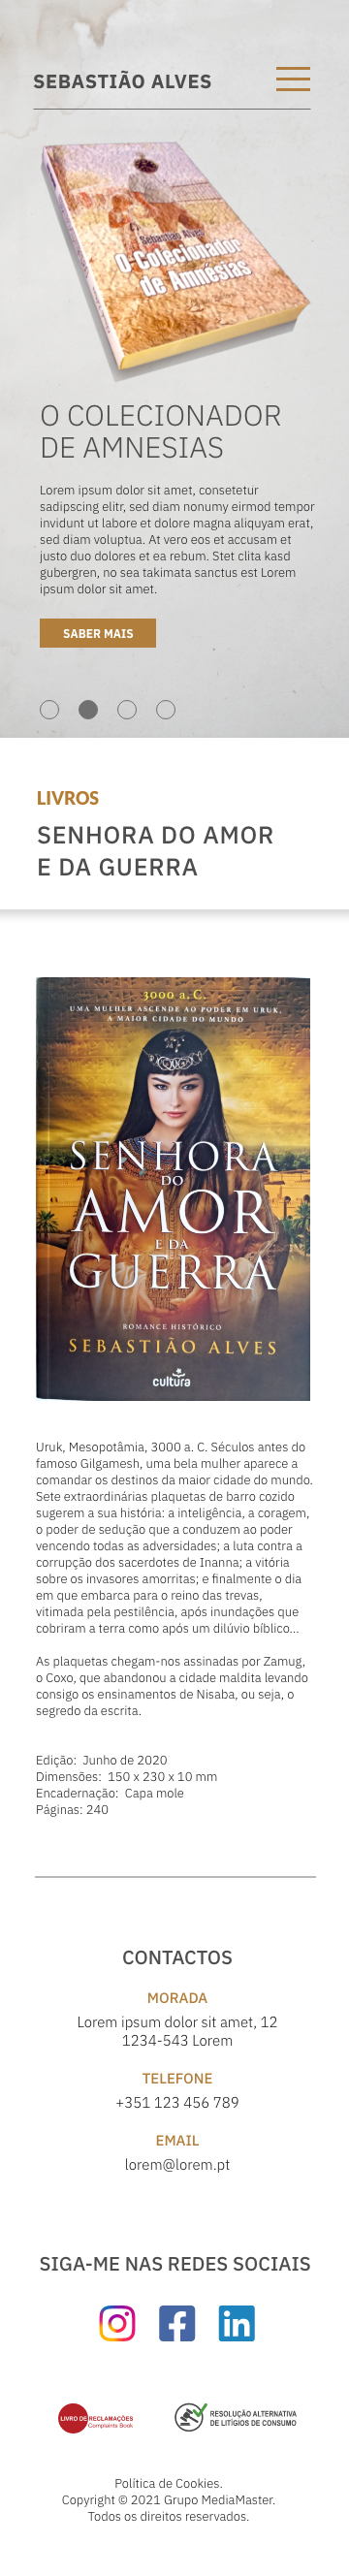 SEBASTIÃO ALVES
Sebastião Alves
O Colecionador
de Amnésias
O COLECIONADOR
DE AMNESIAS
Lorem ipsum dolor sit amet, consetetur
sadipscing elitr, sed diam nonumy eirmod tempor
invidunt ut labore et dolore magna aliquyam erat,
sed diam voluptua. At vero eos et accusam et
justo duo dolores et ea rebum. Stet clita kasd
gubergren, no sea takimata sanctus est Lorem
ipsum dolor sit amet.
SABER MAIS
LIVROS
SENHORA DO AMOR
E DA GUERRA
3000 a. C.
UMA MULHER ASCENDE AO PODER EM URUK,
A MAIOR CIDADE DO MUNDO
SENHORA
DO
AMOR
E DA
GUERRA
ROMANCE HISTÓRICO
SEBASTIÃO ALVES
cultura
Uruk, Mesopotâmia, 3000 a. C. Séculos antes do
famoso Gilgamesh, uma bela mulher aparece a
comandar os destinos da maior cidade do mundo.
Sete extraordinárias plaquetas de barro cozido
sugerem a sua história: a inteligência, a coragem,
o poder de sedução que a conduzem ao poder
vencendo todas as adversidades; a luta contra a
corrupção dos sacerdotes de Inanna; a vitória
sobre os invasores amorritas; e finalmente o dia
em que embarca para o reino das trevas,
vitimada pela pestilência, após inundações que
cobriram a terra como após um dilúvio bíblico...
As plaquetas chegam-nos assinadas por Zamug,
o Coxo, que abandonou a cidade maldita levando
consigo os ensinamentos de Nisaba, ou seja, o
segredo da escrita.
Edição: Junho de 2020
Dimensões: 150 x 230 x 10 mm
Encadernação: Capa mole
Páginas: 240
CONTACTOS
MORADA
Lorem ipsum dolor sit amet, 12
1234-543 Lorem
TELEFONE
+351 123 456 789
EMAIL
lorem@lorem.pt
SIGA-ME NAS REDES SOCIAIS
in
LIVRO DE RECLAMAÇÕES
Complaints Book
RESOLUÇÃO ALTERNATIVA
DE LITÍGIOS DE CONSUMO
Política de Cookies.
Copyright © 2021 Grupo MediaMaster.
Todos os direitos reservados.